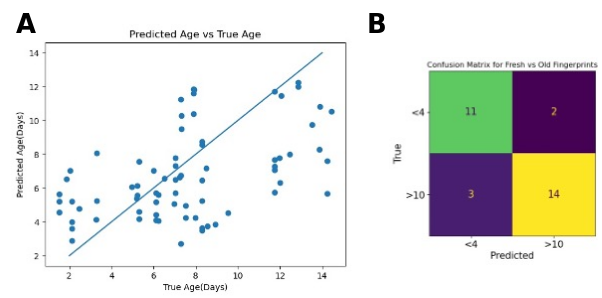 A
Predicted Age vs True Age
Predicted Age(Days)
14
12
10
8
6
4
2
2 4 6 8 10 12 14
True Age(Days)
B
Confusion Matrix for Fresh vs Old Fingerprints
True
<4 11 2
>10 3 14
<4 >10
Predicted